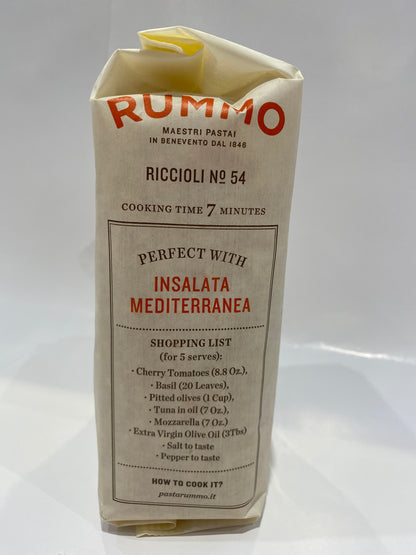 RUMMO
MAESTRI PASTAI
IN BENEVENTO DAL 1846
RICCIOLI Nº 54
COOKING TIME 7 MINUTES
PERFECT WITH
INSALATA
MEDITERRANEA
SHOPPING LIST
(for 5 serves):
• Cherry Tomatoes (8.8 Oz.),
• Basil (20 Leaves),
• Pitted olives (1 Cup),
• Tuna in oil (7 Oz.),
• Mozzarella (7 Oz.)
• Extra Virgin Olive Oil (3Tbs)
• Salt to taste
• Pepper to taste
HOW TO COOK IT?
pastarummo.it